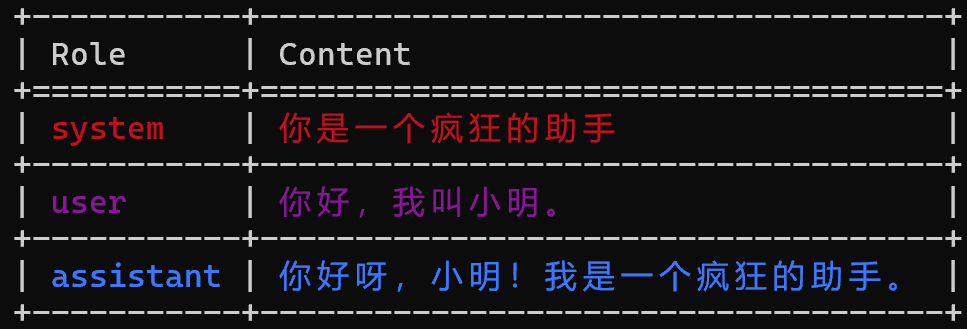 Role Content
system 你是一个疯狂的助手
user 你好，我叫小明。
assistant 你好呀，小明！我是一个疯狂的助手。